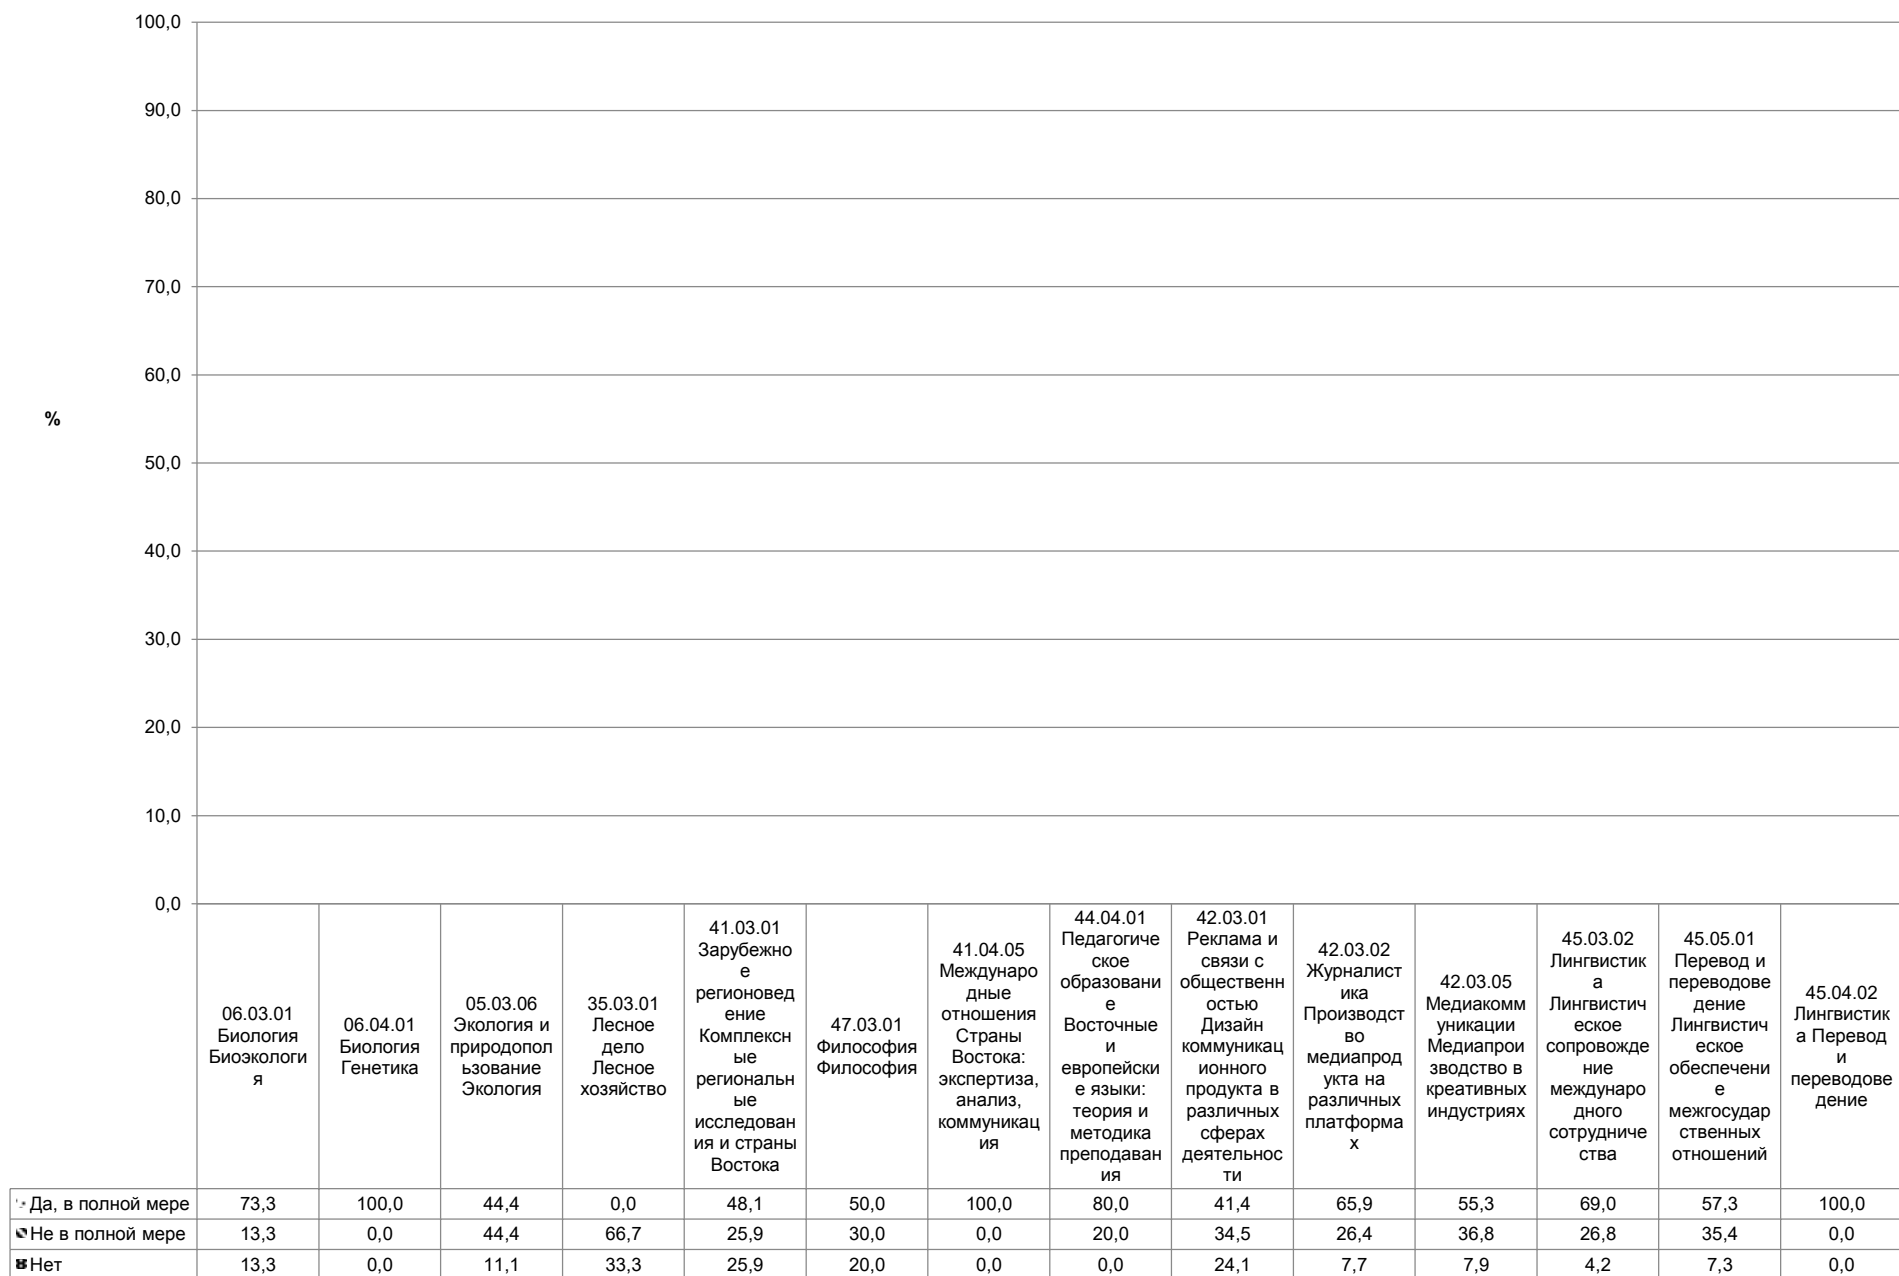 100,0
90,0
80,0
70,0
60,0
%
50,0
40,0
30,0
20,0
10,0
0,0
06.03.01
Биология
Биоэкологи
я
06.04.01
Биология
Генетика
05.03.06
Экология и
природопол
ьзование
Экология
35.03.01
Лесное
дело
Лесное
хозяйство
41.03.01
Зарубежно
е
регионовед
ение
Комплексн
ые
региональн
ые
исследован
ия и страны
Востока
47.03.01
Философия
Философия
41.04.05
Междунаро
дные
отношения
Страны
Востока:
экспертиза,
анализ,
коммуникац
ия
44.04.01
Педагогиче
ское
образовани
е
Восточные
и
европейски
е языки:
теория и
методика
преподаван
ия
42.03.01
Реклама и
связи с
общественн
остью
Дизайн
коммуникац
ионного
продукта в
различных
сферах
деятельнос
ти
42.03.02
Журналист
ика
Производст
во
медиапрод
укта на
различных
платформа
х
42.03.05
Медиакомм
уникации
Медиапрои
зводство в
креативных
индустриях
45.03.02
Лингвистик
а
Лингвистич
еское
сопровожде
ние
междунаро
дного
сотрудниче
ства
45.05.01
Перевод и
переводове
дение
Лингвистич
еское
обеспечени
е
межгосудар
ственных
отношений
45.04.02
Лингвистик
а Перевод
и
переводове
дение
Да, в полной мере 73,3 100,0 44,4 0,0 48,1 50,0 100,0 80,0 41,4 65,9 55,3 69,0 57,3 100,0
Не в полной мере 13,3 0,0 44,4 66,7 25,9 30,0 0,0 20,0 34,5 26,4 36,8 26,8 35,4 0,0
Нет 13,3 0,0 11,1 33,3 25,9 20,0 0,0 0,0 24,1 7,7 7,9 4,2 7,3 0,0